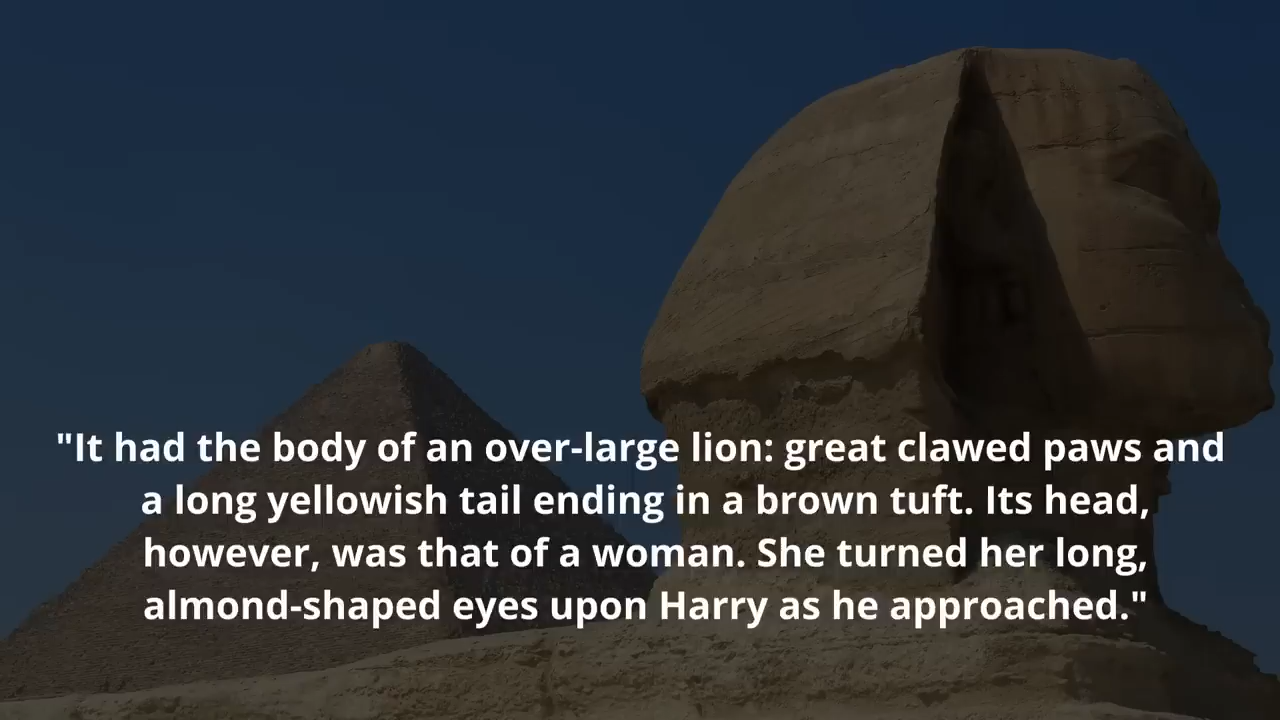 "It had the body of an over-large lion: great clawed paws and
a long yellowish tail ending in a brown tuft. Its head,
however, was that of a woman. She turned her long,
almond-shaped eyes upon Harry as he approached."